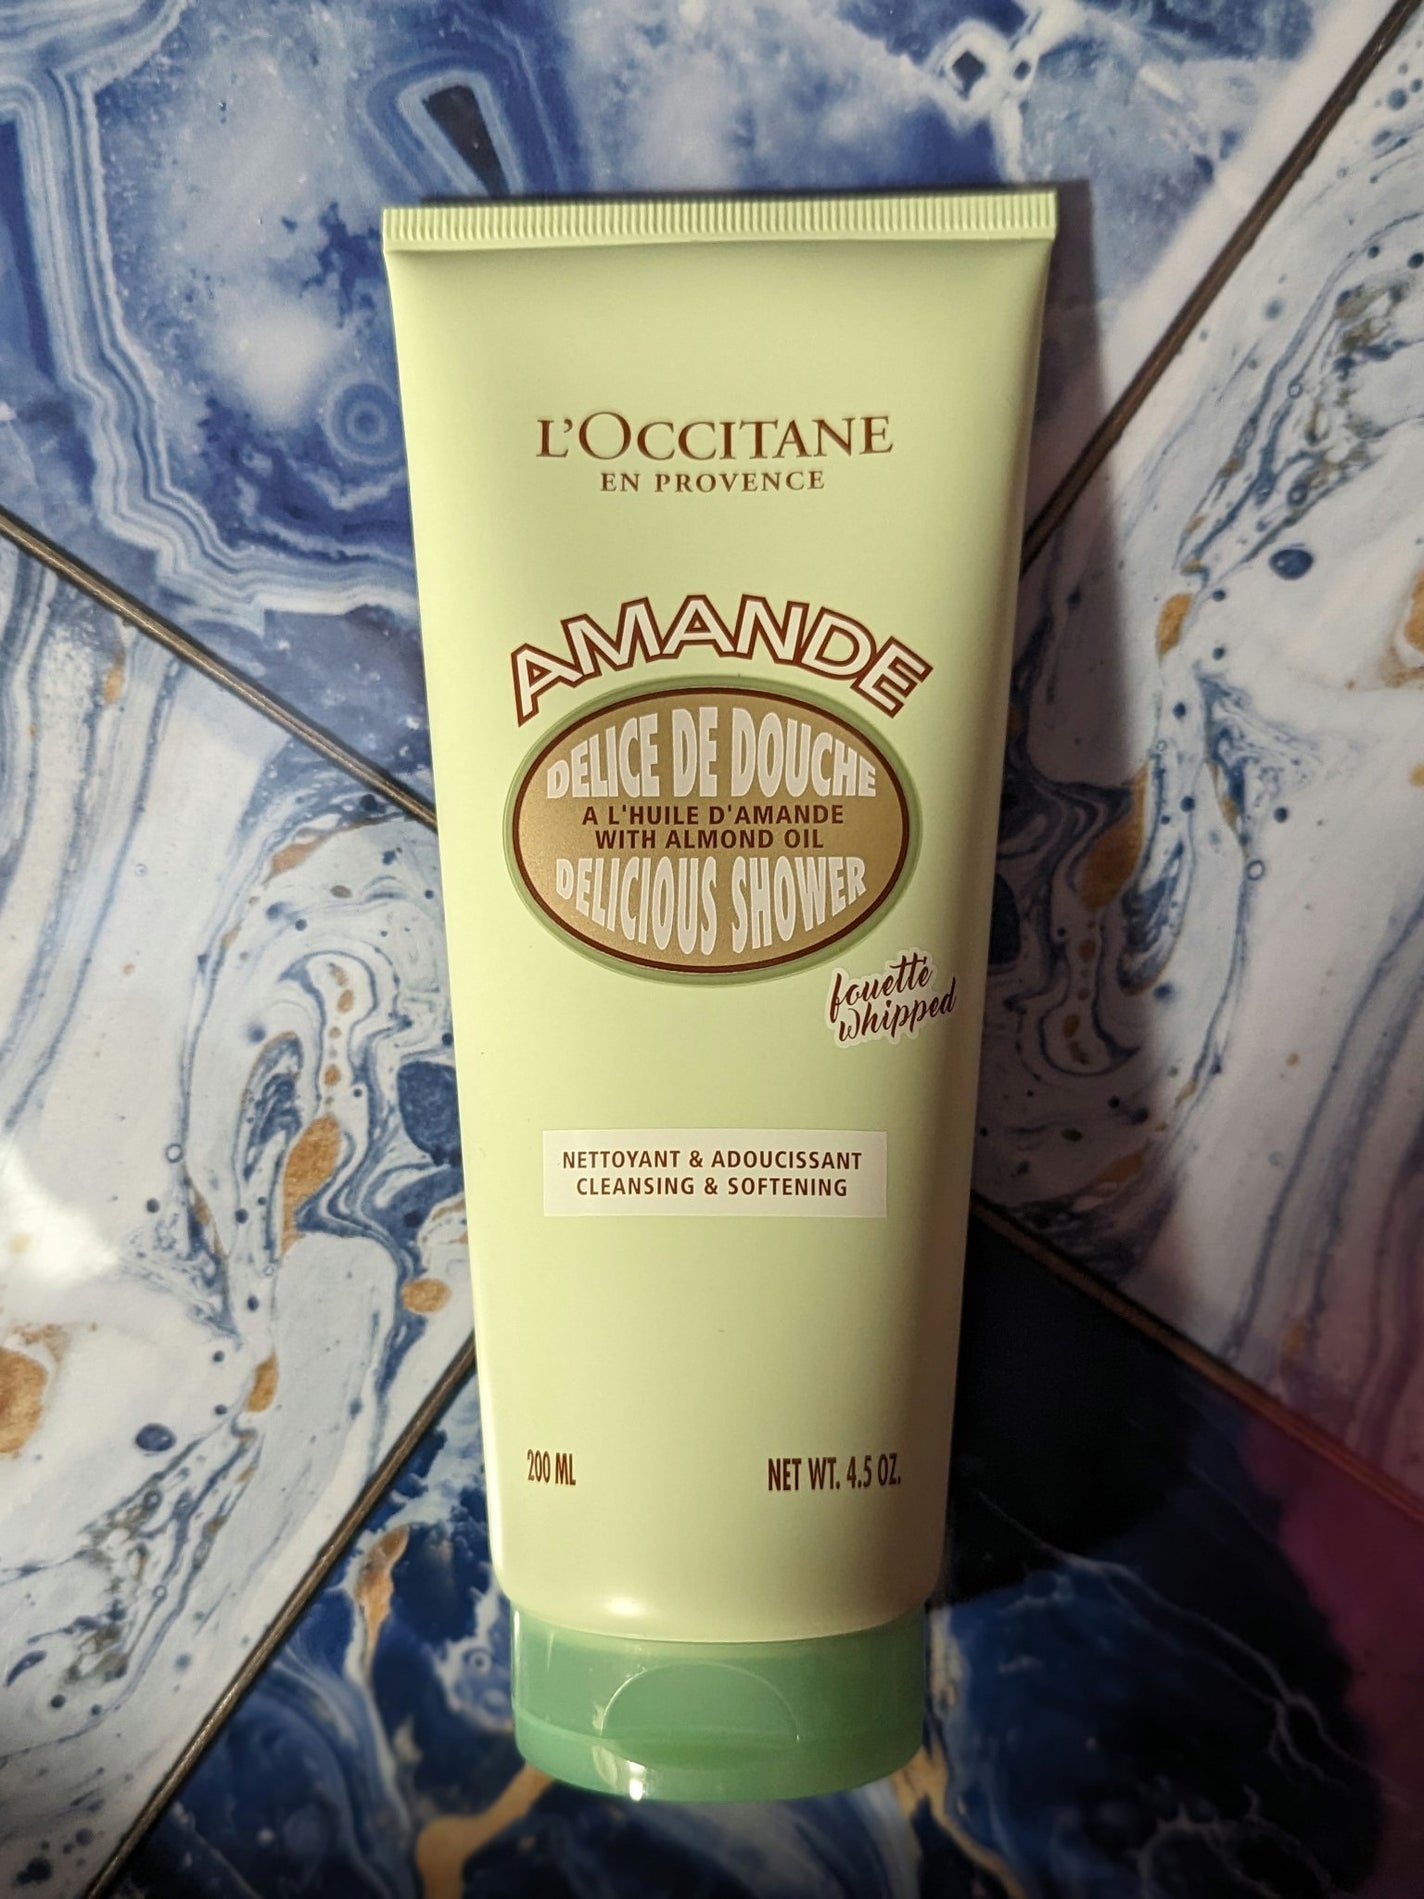 L'OCCITANE
EN PROVENCE
AMANDE
DELICE DE DOUCHE
A L'HUILE D'AMANDE
WITH ALMOND OIL
DELICIOUS SHOWER
fouetté
whipped
NETTOYANT & ADOUCISSANT
CLEANSING & SOFTENING
200 ML
NET WT. 4.5 OZ.